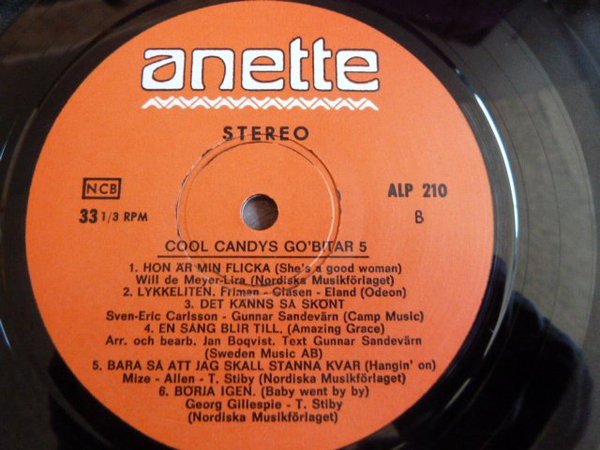 anette
STEREO
NCB
ALP 210
33 1/3 RPM
B
COOL CANDYS GO'BITAR 5
1. HON ÄR MIN FLICKA (She's a good woman)
Will de Meyer-Lira (Nordiska Musikförlaget)
2. LYKKELITEN. Friman - Glasen - Eland (Odeon)
3. DET KÄNNS SÅ SKÖNT
Sven-Eric Carlsson - Gunnar Sandevärn (Camp Music)
4. EN SÅNG BLIR TILL. (Amazing Grace)
Arr. och bearb. Jan Boqvist. Text Gunnar Sandevärn
(Sweden Music AB)
5. BARA SÅ ATT JAG SKALL STANNA KVAR (Hangin' on)
Mize - Allen - T. Stiby (Nordiska Musikförlaget)
6. BÖRJA IGEN. (Baby went by by)
Georg Gillespie - T. Stiby
(Nordiska Musikförlaget)